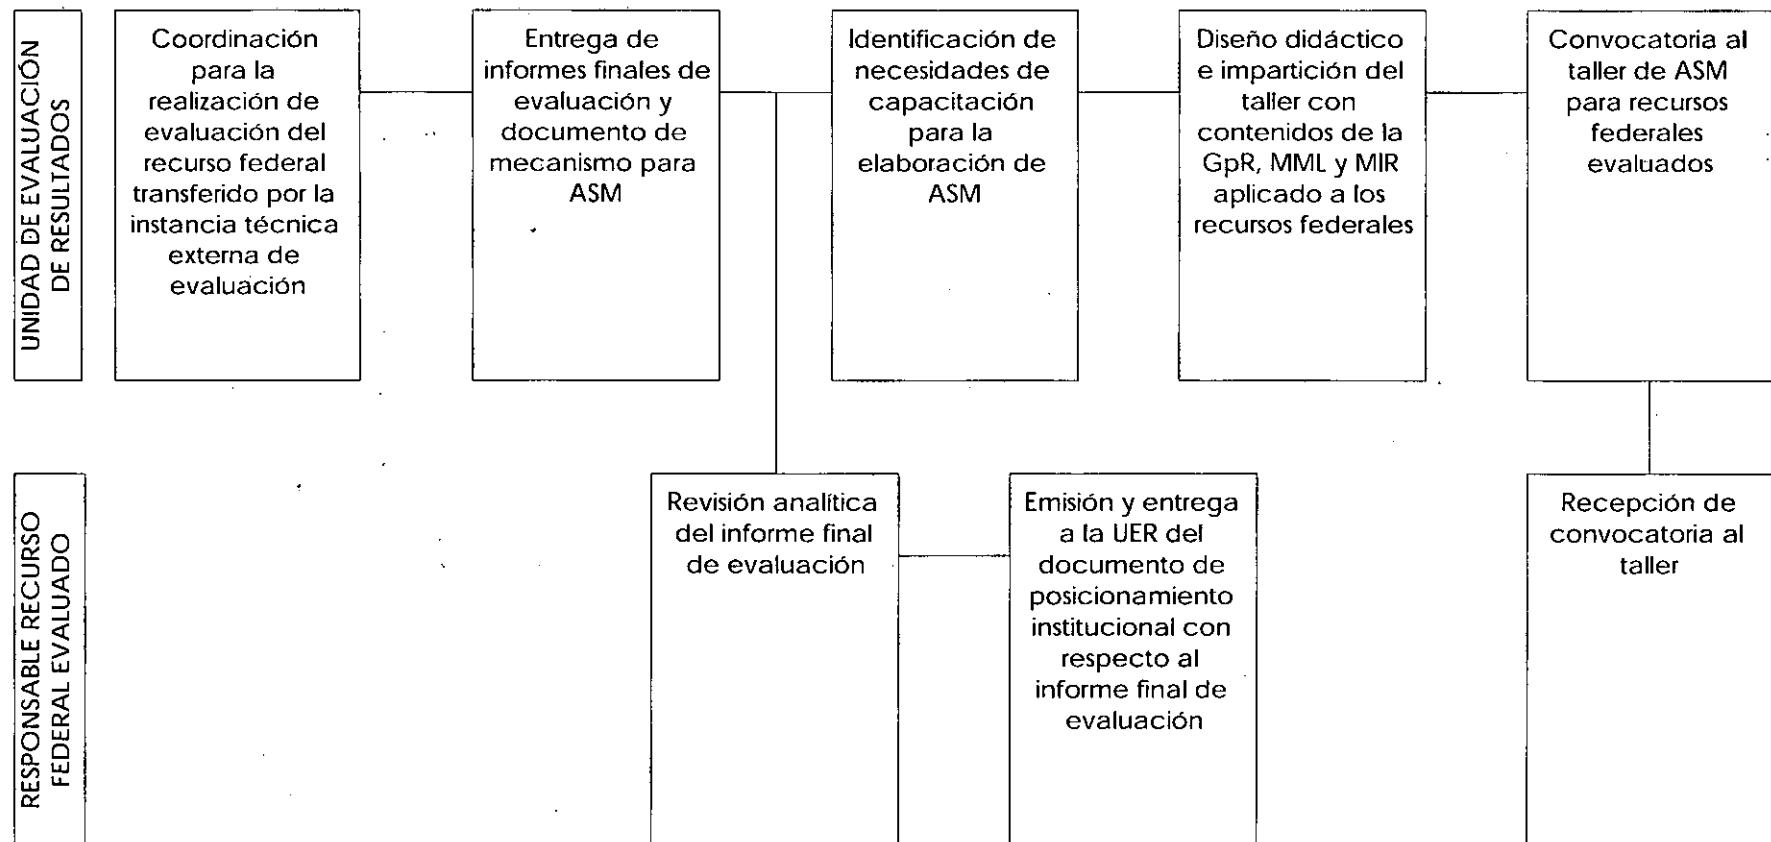 UNIDAD DE EVALUACIÓN
DE RESULTADOS
Coordinación
para la
realización de
evaluación del
recurso federal
transferido por la
instancia técnica
externa de
evaluación
Entrega de
informes finales de
evaluación y
documento de
mecanismo para
ASM
Identificación de
necesidades de
capacitación
para la
elaboración de
ASM
Diseño didáctico
e impartición del
taller con
contenidos de la
GpR, MML y MIR
aplicado a los
recursos federales
Convocatoria al
taller de ASM
para recursos
federales
evaluados
RESPONSABLE RECURSO
FEDERAL EVALUADO
Revisión analítica
del informe final
de evaluación
Emisión y entrega
a la UER del
documento de
posicionamiento
institucional con
respecto al
informe final de
evaluación
Recepción de
convocatoria al
taller